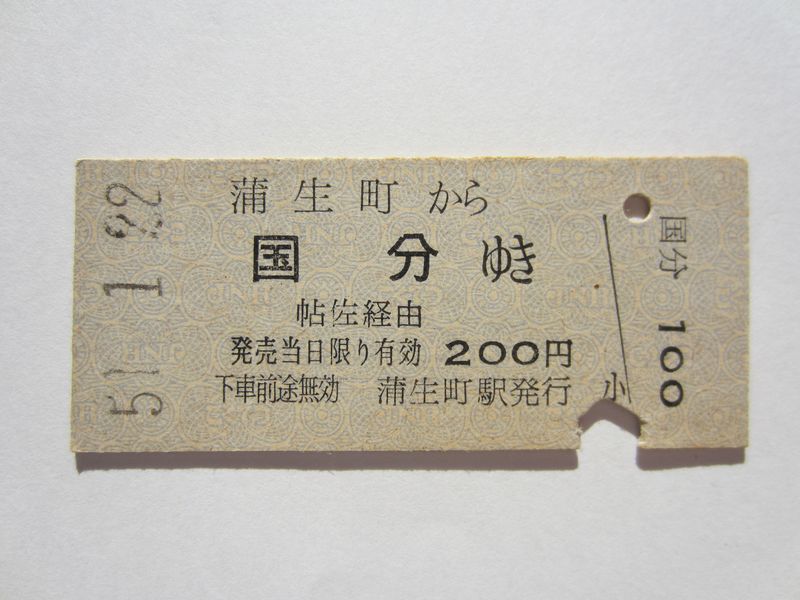 51.1.22
蒲生町から
国分ゆき
帖佐経由
発売当日限り有効 200円
下車前途無効 蒲生町駅発行
小
国分 100